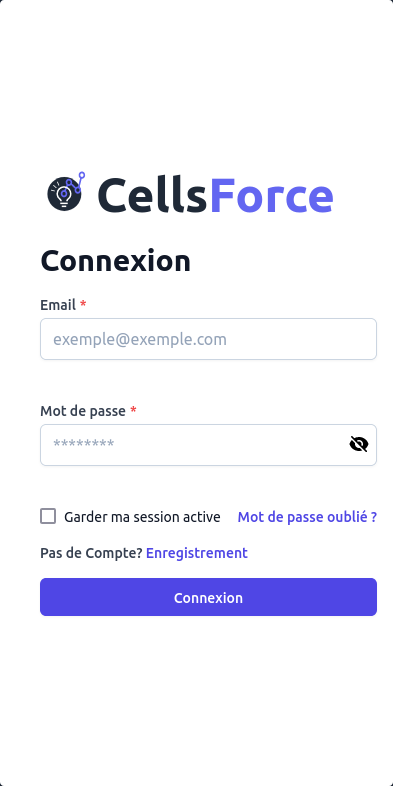 CellsForce
Connexion
Email *
exemple@exemple.com
Mot de passe *
********
Garder ma session active Mot de passe oublié ?
Pas de Compte? Enregistrement
Connexion